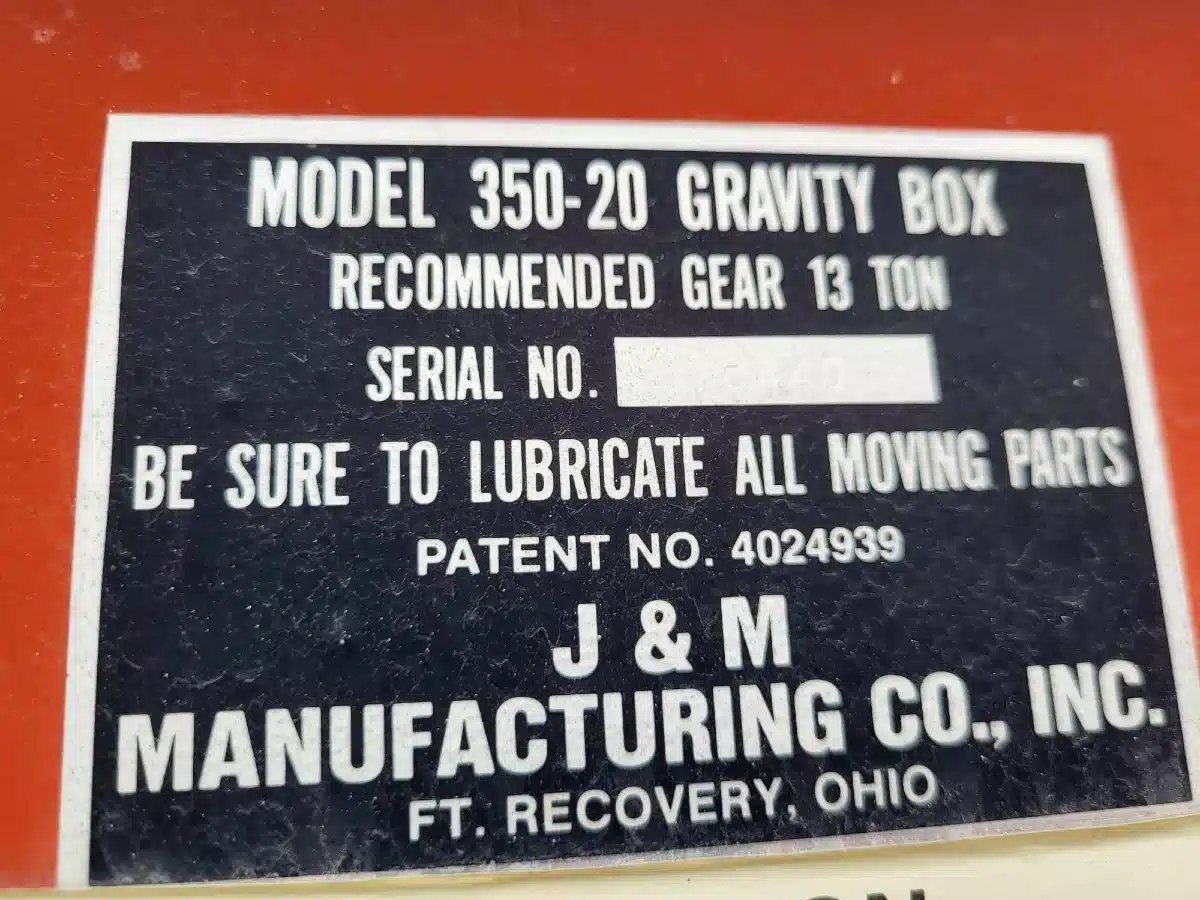 MODEL 350-20 GRAVITY BOX
RECOMMENDED GEAR 13 TON
SERIAL NO.
BE SURE TO LUBRICATE ALL MOVING PARTS
PATENT NO. 4024939
J & M
MANUFACTURING CO., INC.
FT. RECOVERY, OHIO